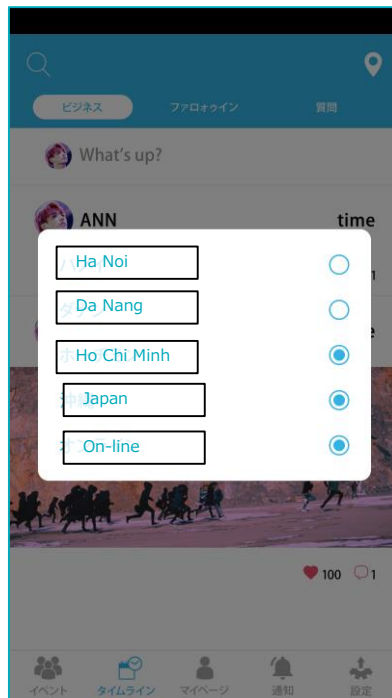 ビジネス ファロォウイン 質問
What's up?
ANN time
Ha Noi
Da Nang
Ho Chi Minh
Japan
On-line
100 1
イベント タイムライン マイページ 通知 設定